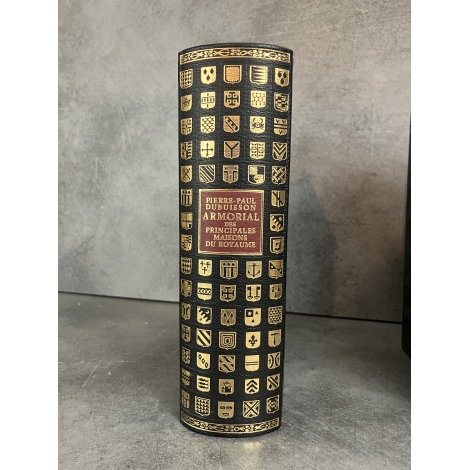 PIERRE-PAUL
DUBUISSON
ARMORIAL
DES
PRINCIPALES
MAISONS
DU ROYAUME